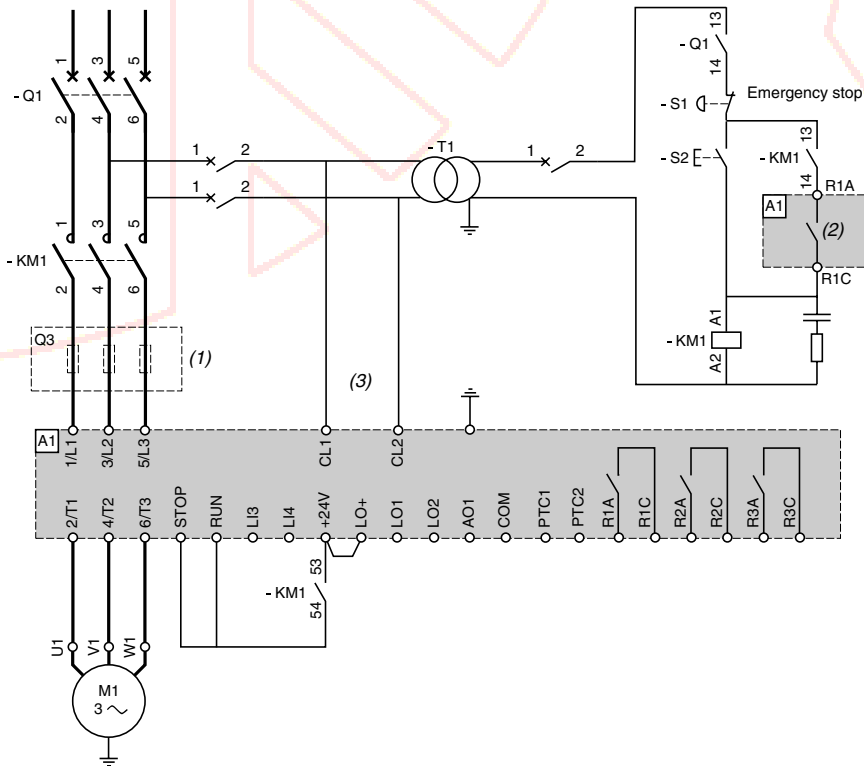 13
- Q1
14
1 3 5
- Q1
2 4 6
- S1 Emergency stop
1 2
- T1
1 2
- S2
13
- KM1
14
R1A
1 2
A1
(2)
R1C
1 3 5
- KM1
2 4 6
A1
- KM1
A2
Q3
(1)
(3)
A1
1/L1 3/L2 5/L3 CL1 CL2
2/T1 4/T2 6/T3 STOP RUN LI3 LI4 +24V LO+ LO1 LO2 AO1 COM PTC1 PTC2 R1A R1C R2A R2C R3A R3C
53
- KM1
54
U1 V1 W1
M1
3 ~